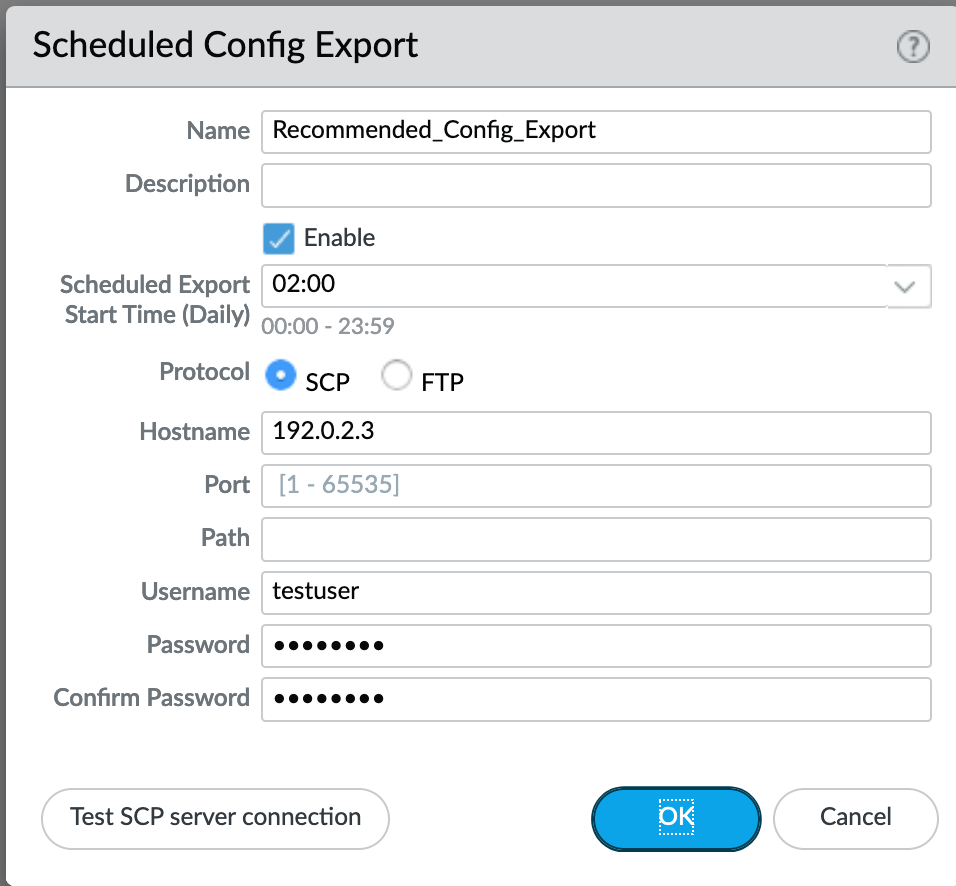 Scheduled Config Export
?
Name Recommended_Config_Export
Description
Enable
Scheduled Export 02:00
Start Time (Daily) 00:00 - 23:59
Protocol SCP FTP
Hostname 192.0.2.3
Port [1 - 65535]
Path
Username testuser
Password ••••••••
Confirm Password ••••••••
Test SCP server connection OK Cancel